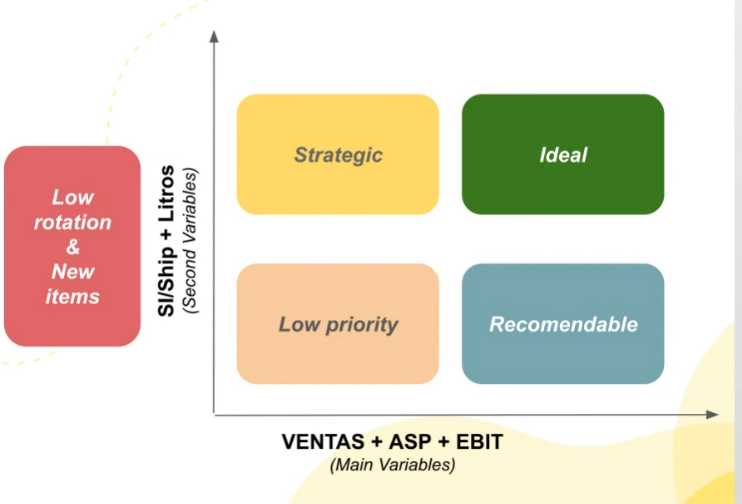 Low
rotation
&
New
items
SI/Ship + Litros
(Second Variables)
Strategic
Ideal
Low priority
Recomendable
VENTAS + ASP + EBIT
(Main Variables)